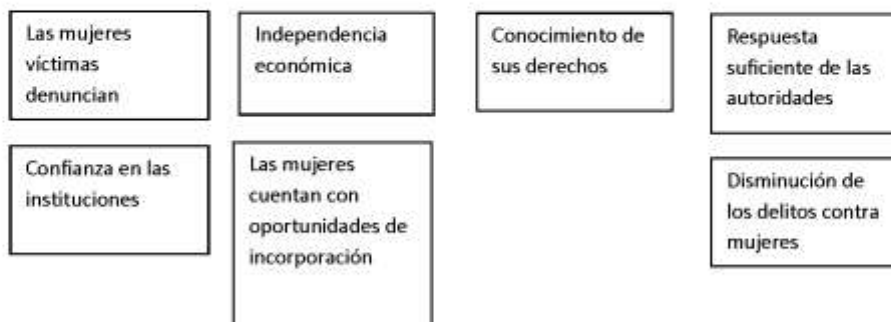 Las mujeres
víctimas
denuncian
Independencia
económica
Conocimiento de
sus derechos
Respuesta
suficiente de las
autoridades
Confianza en las
instituciones
Las mujeres
cuentan con
oportunidades de
incorporación
Disminución de
los delitos contra
mujeres